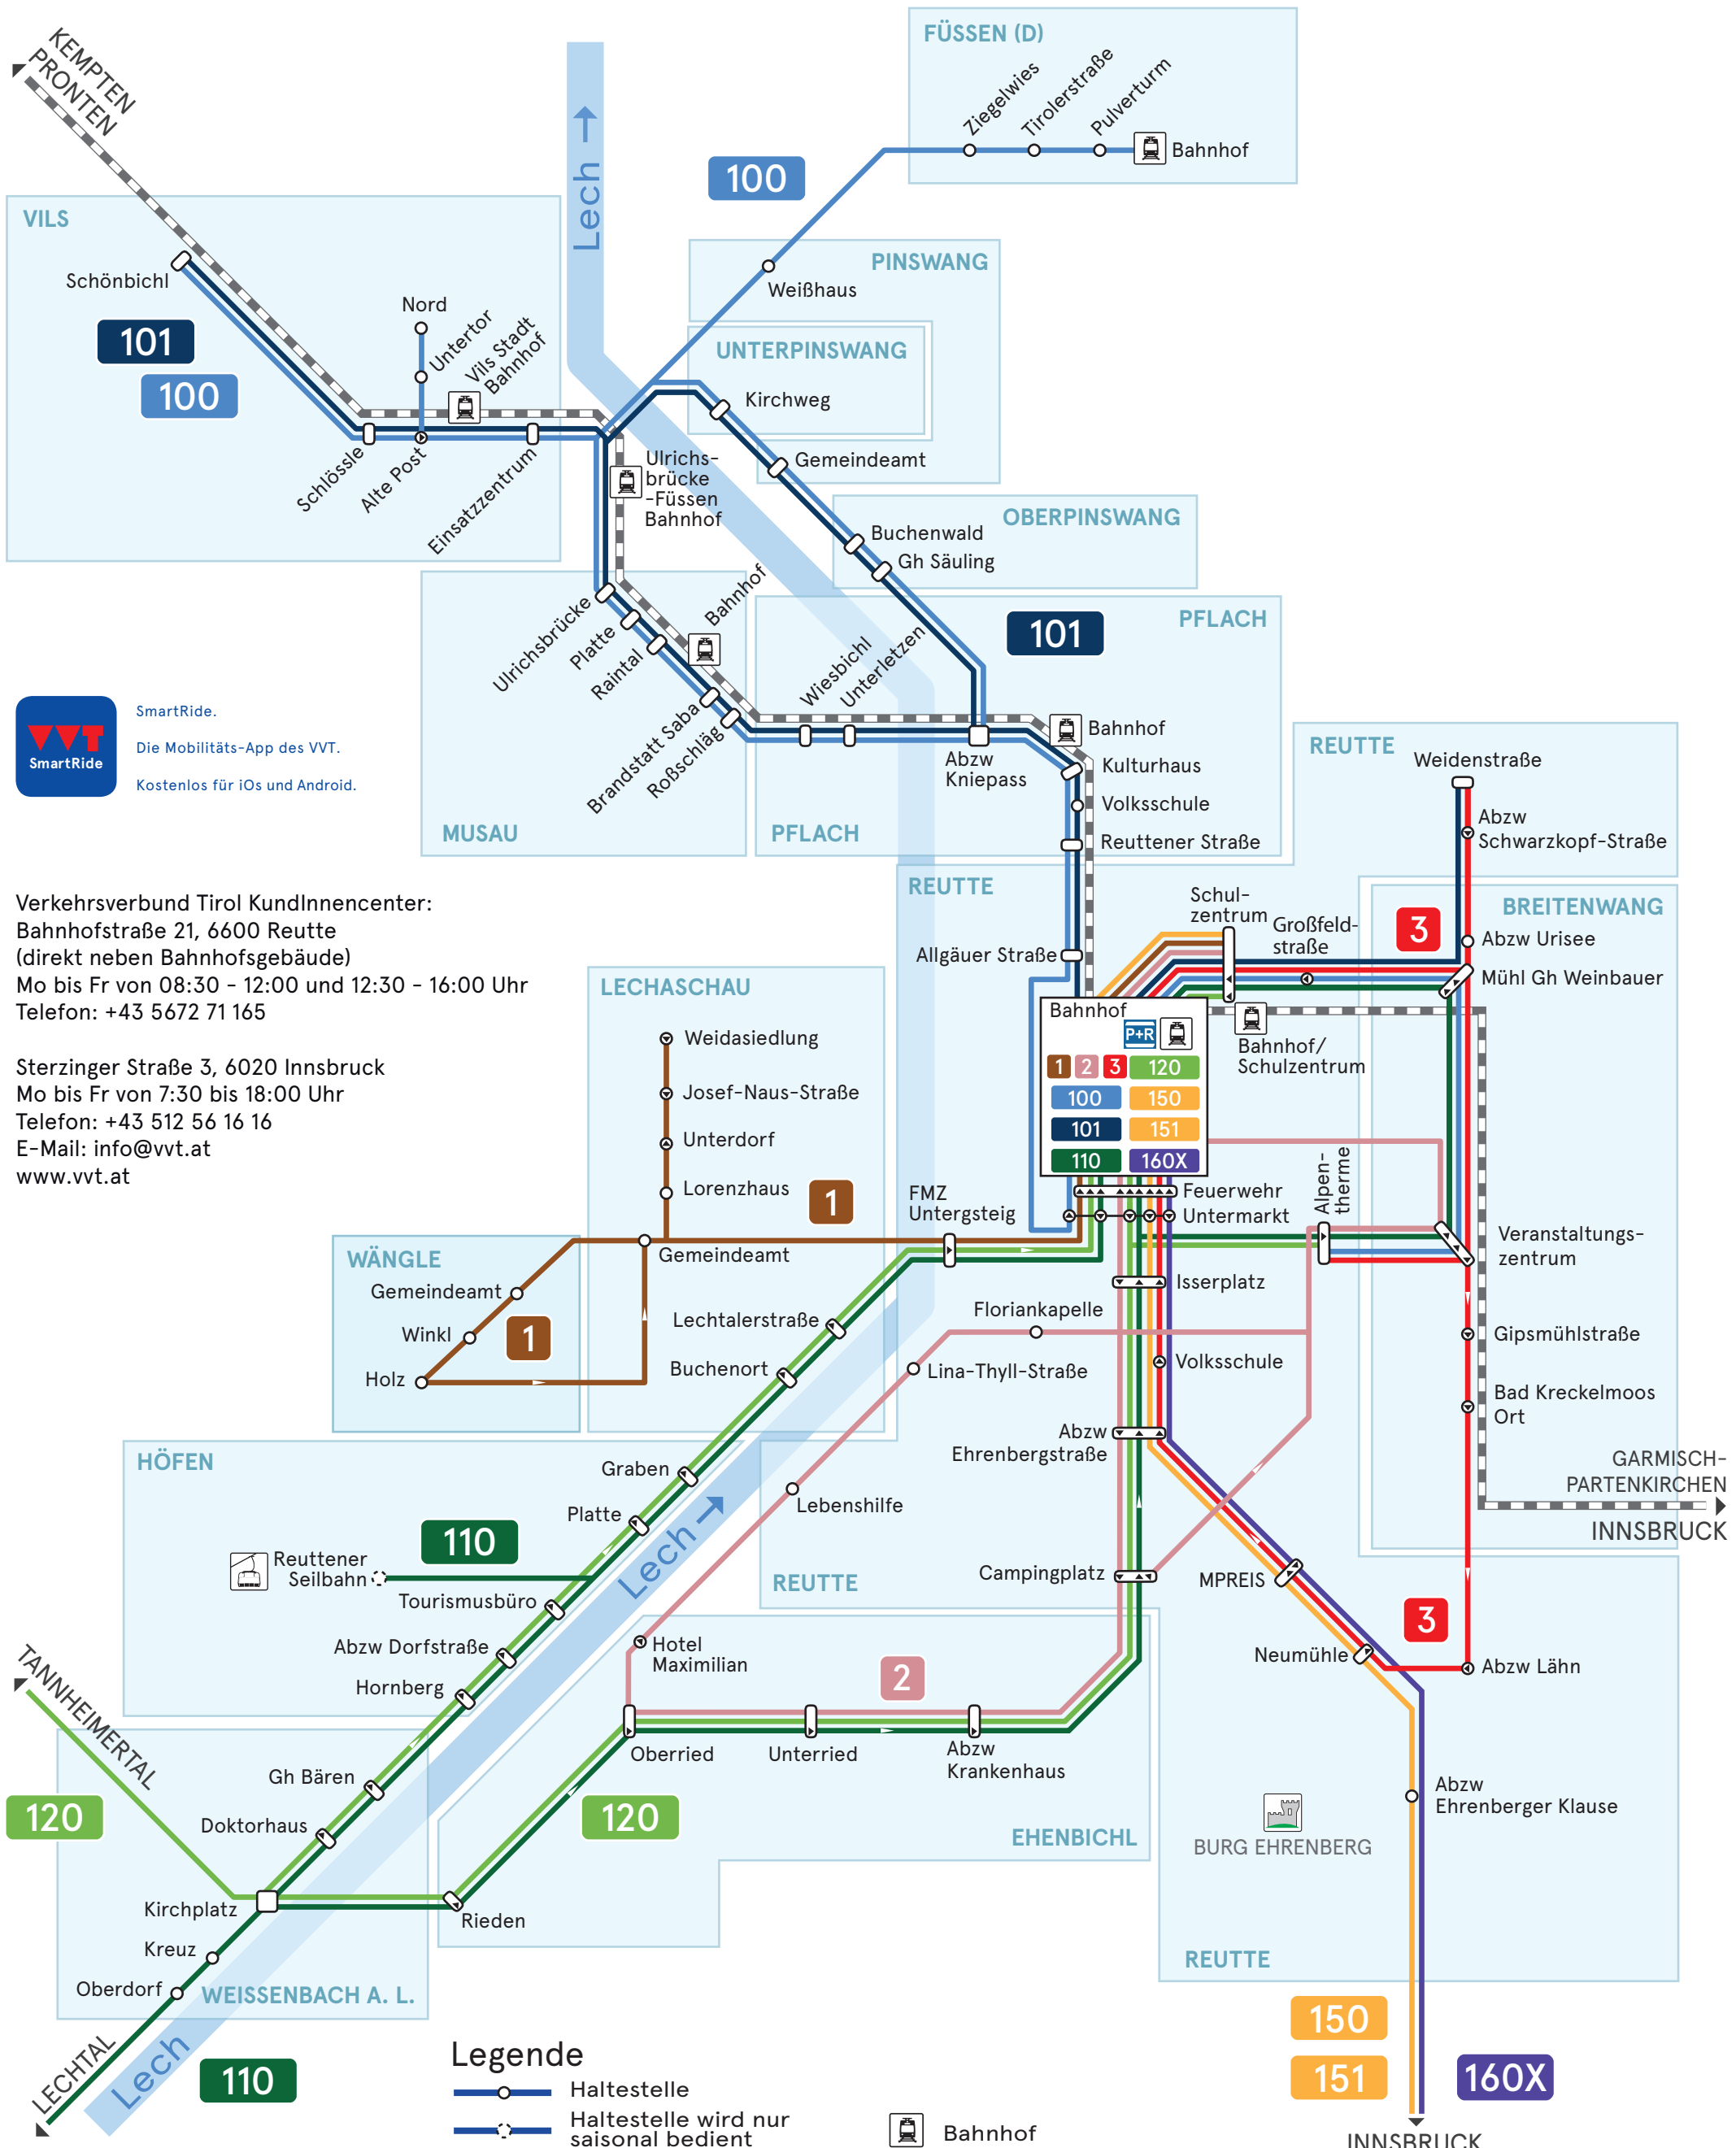 KEMPTEN
PRONTEN
FÜSSEN (D)
Ziegelwies
Tirolerstraße
Pulverturm
Bahnhof
100
Lech
VILS
Schönbichl
101
100
Nord
Untertor
Vils Stadt
Bahnhof
Schlössle
Alte Post
Einsatzzentrum
PINSWANG
Weißhaus
UNTERPINSWANG
Kirchweg
Gemeindeamt
Ulrichs-
brücke
-Füssen
Bahnhof
OBERPINSWANG
Buchenwald
Gh Säuling
Ulrichsbrücke
Platte
Raintal
Bahnhof
Brandstatt Saba
Roßschläg
MUSAU
Wiesbichl
Unterletzen
101
PFLACH
Abzw
Kniepass
Bahnhof
Kulturhaus
Volksschule
Reuttener Straße
PFLACH
VVT
SmartRide
SmartRide.
Die Mobilitäts-App des VVT.
Kostenlos für iOs und Android.
REUTTE
Weidenstraße
Abzw
Schwarzkopf-Straße
Verkehrsverbund Tirol KundInnencenter:
Bahnhofstraße 21, 6600 Reutte
(direkt neben Bahnhofsgebäude)
Mo bis Fr von 08:30 - 12:00 und 12:30 - 16:00 Uhr
Telefon: +43 5672 71 165
Sterzinger Straße 3, 6020 Innsbruck
Mo bis Fr von 7:30 bis 18:00 Uhr
Telefon: +43 512 56 16 16
E-Mail: info@vvt.at
www.vvt.at
REUTTE
Schul-
zentrum
Großfeld-
straße
3
BREITENWANG
Abzw Urisee
Mühl Gh Weinbauer
Allgäuer Straße
Bahnhof
P+R
1 2 3 120
100 150
101 151
110 160X
Bahnhof/
Schulzentrum
LECHASCHAU
Weidasiedlung
Josef-Naus-Straße
Unterdorf
Lorenzhaus
1
Gemeindeamt
FMZ
Untergsteig
Feuerwehr
Untermarkt
Alpen-
therme
Veranstaltungs-
zentrum
WÄNGLE
Gemeindeamt
Winkl
1
Holz
Lechtalerstraße
Buchenort
Isserplatz
Floriankapelle
Lina-Thyll-Straße
Volksschule
Gipsmühlstraße
Bad Kreckelmoos
Ort
Abzw
Ehrenbergstraße
HÖFEN
Graben
Platte
110
Reuttener
Seilbahn
Tourismusbüro
Abzw Dorfstraße
Hornberg
Lech
Lebenshilfe
REUTTE
Campingplatz
MPREIS
GARMISCH-
PARTENKIRCHEN
INNSBRUCK
3
Neumühle
Abzw Lähn
Hotel
Maximilian
2
Oberried
Unterried
Abzw
Krankenhaus
TANNHEIMERTAL
120
Gh Bären
Doktorhaus
Kirchplatz
Kreuz
Oberdorf
WEISSENBACH A. L.
Rieden
120
EHENBICHL
Abzw
Ehrenberger Klause
BURG EHRENBERG
REUTTE
LECHTAL
Lech
110
150
151
160X
INNSBRUCK
Legende
Haltestelle
Haltestelle wird nur
saisonal bedient
Bahnhof